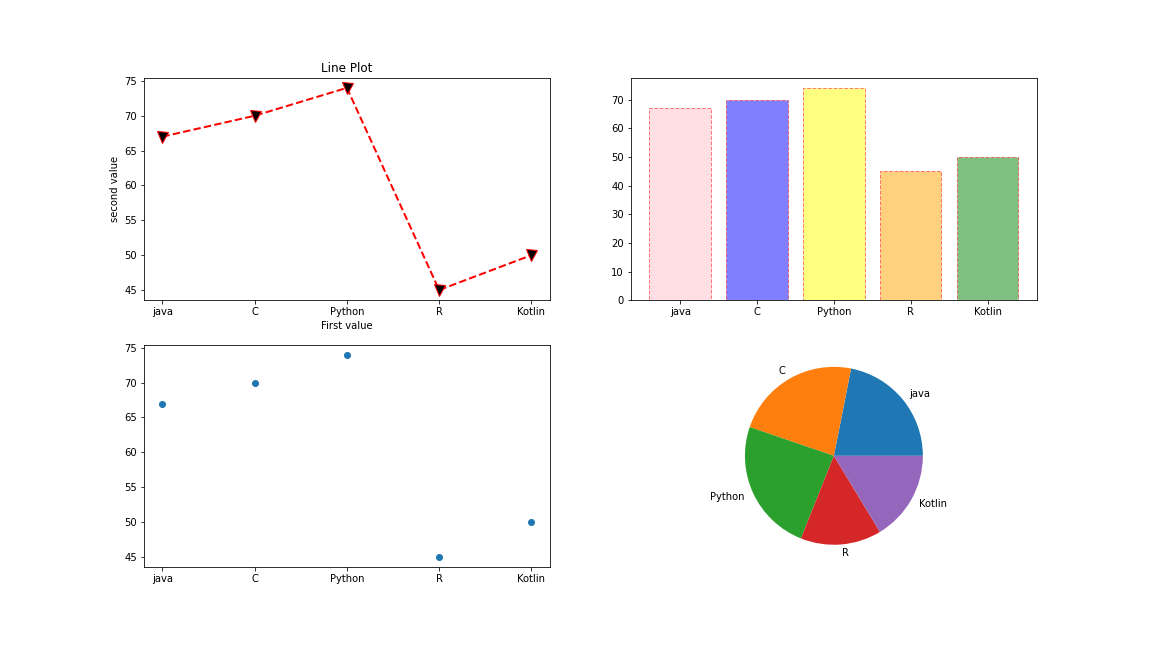 Line Plot
75
70
65
60
55
50
45
second value
java C Python R Kotlin
First value
70
60
50
40
30
20
10
0
java C Python R Kotlin
75
70
65
60
55
50
45
java C Python R Kotlin
C
java
Python
Kotlin
R